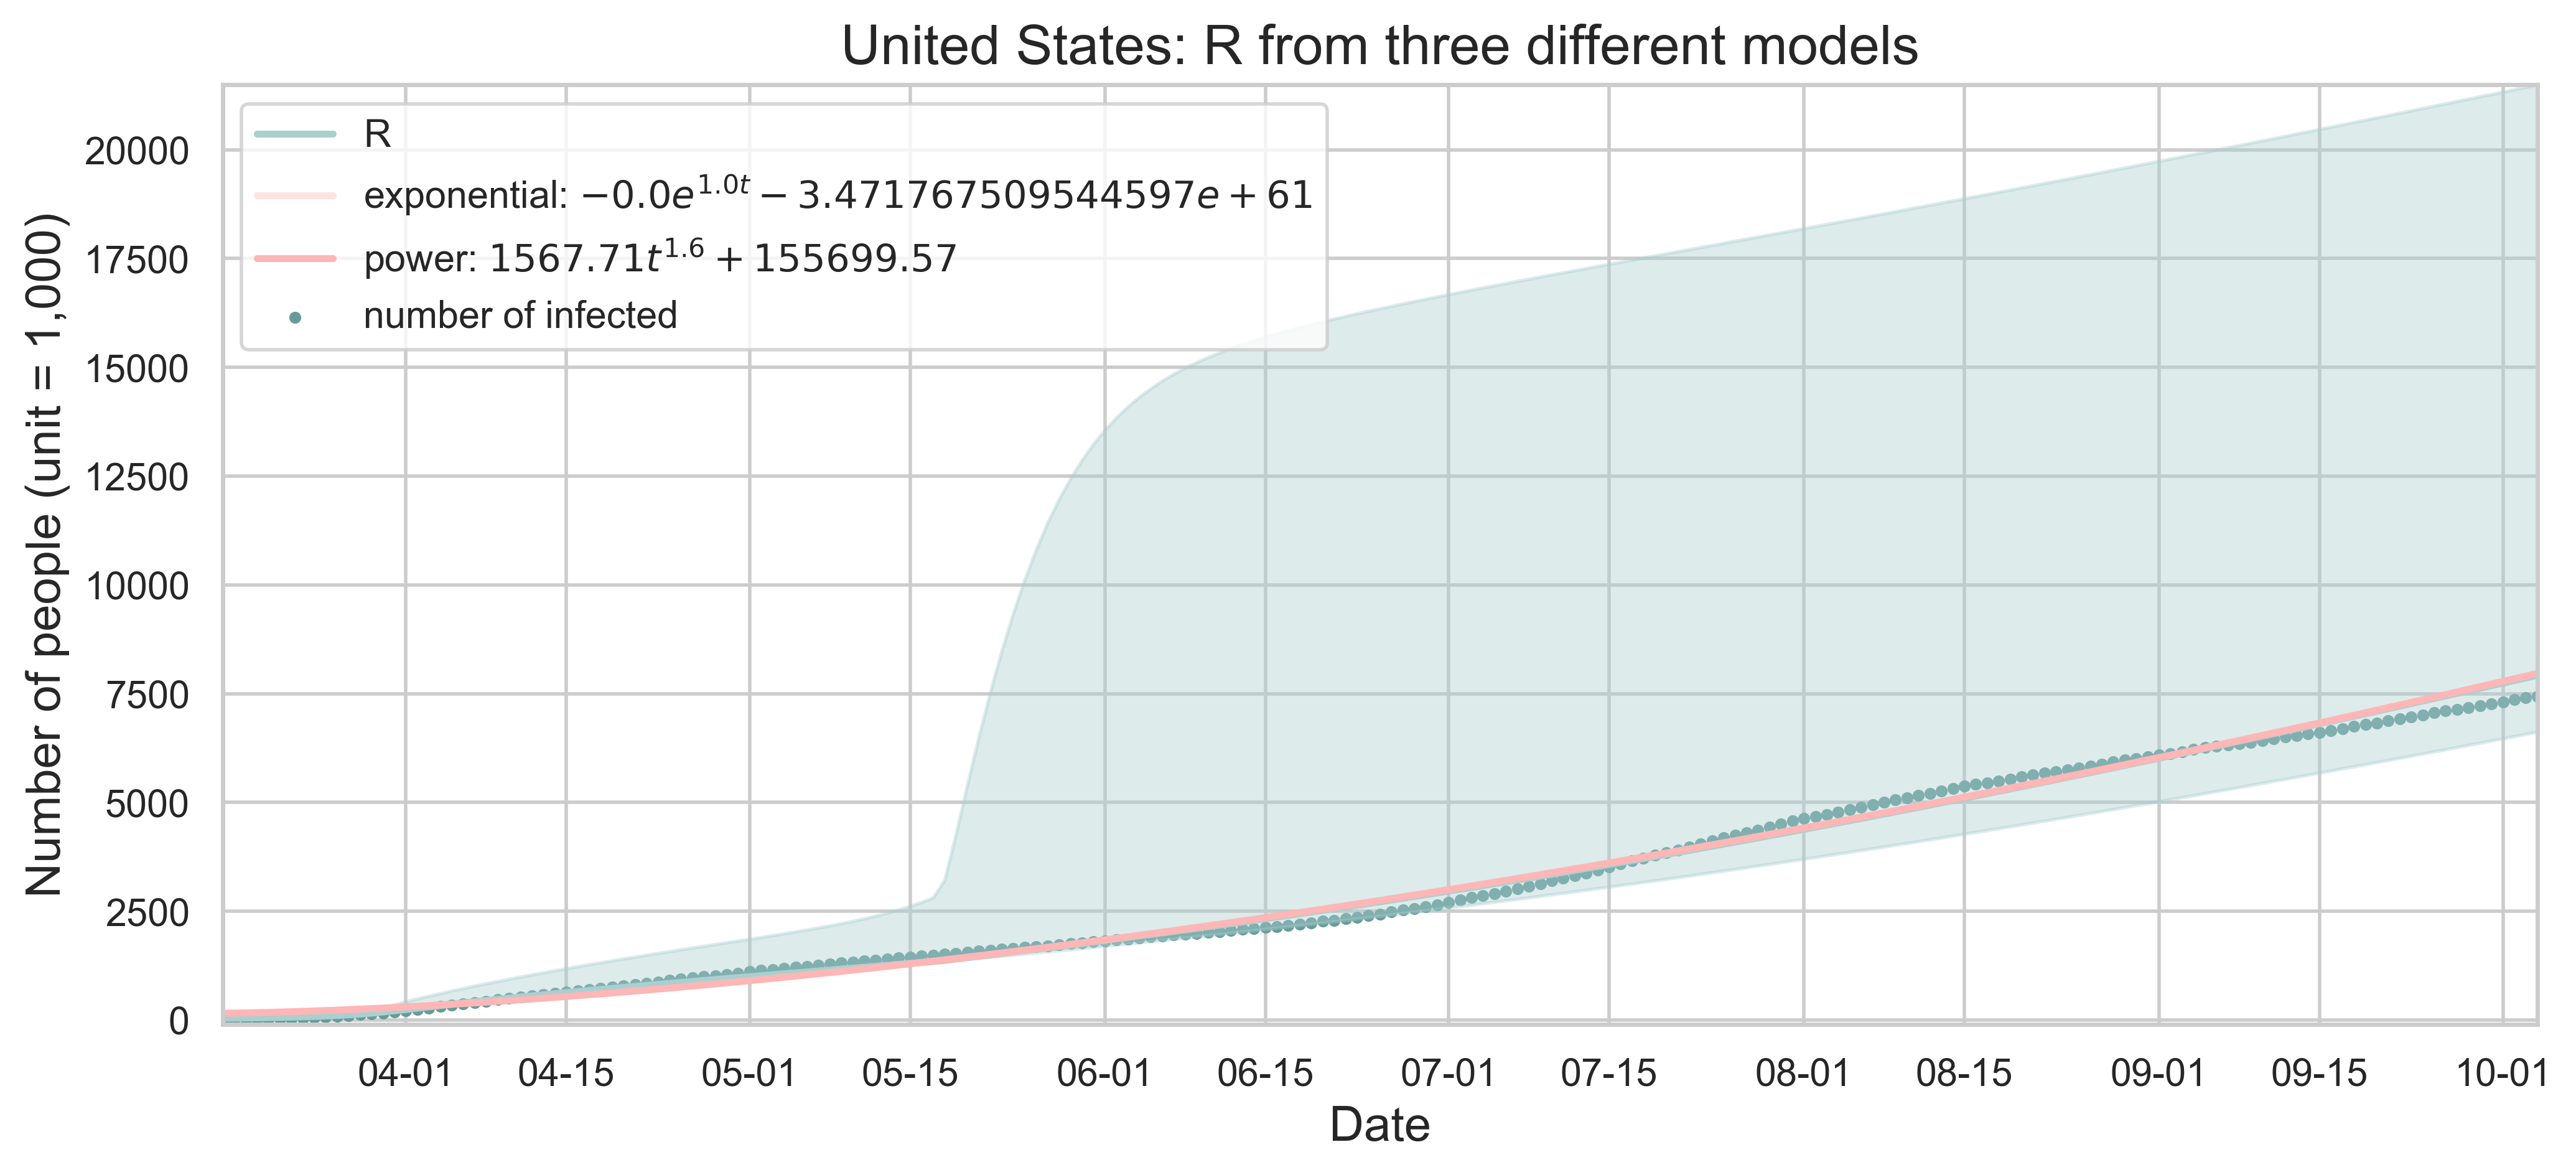 United States: R from three different models
R
exponential: −0.0e^1.0t − 3.471767509544597e + 61
power: 1567.71t^1.6 + 155699.57
number of infected
Number of people (unit = 1,000)
20000
17500
15000
12500
10000
7500
5000
2500
0
04-01 04-15 05-01 05-15 06-01 06-15 07-01 07-15 08-01 08-15 09-01 09-15 10-01
Date